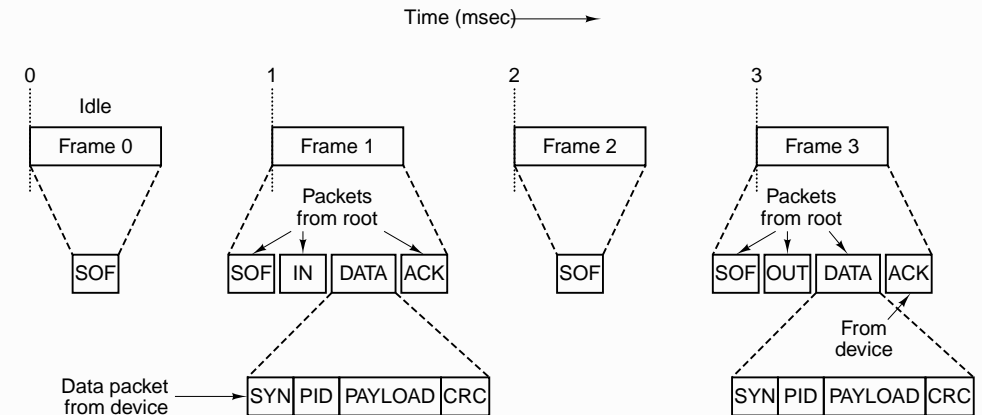 Time (msec)
0 1 2 3
Idle
Frame 0 Frame 1 Frame 2 Frame 3
Packets
from root
Packets
from root
SOF SOF IN DATA ACK SOF SOF OUT DATA ACK
From
device
Data packet
from device
SYN PID PAYLOAD CRC SYN PID PAYLOAD CRC